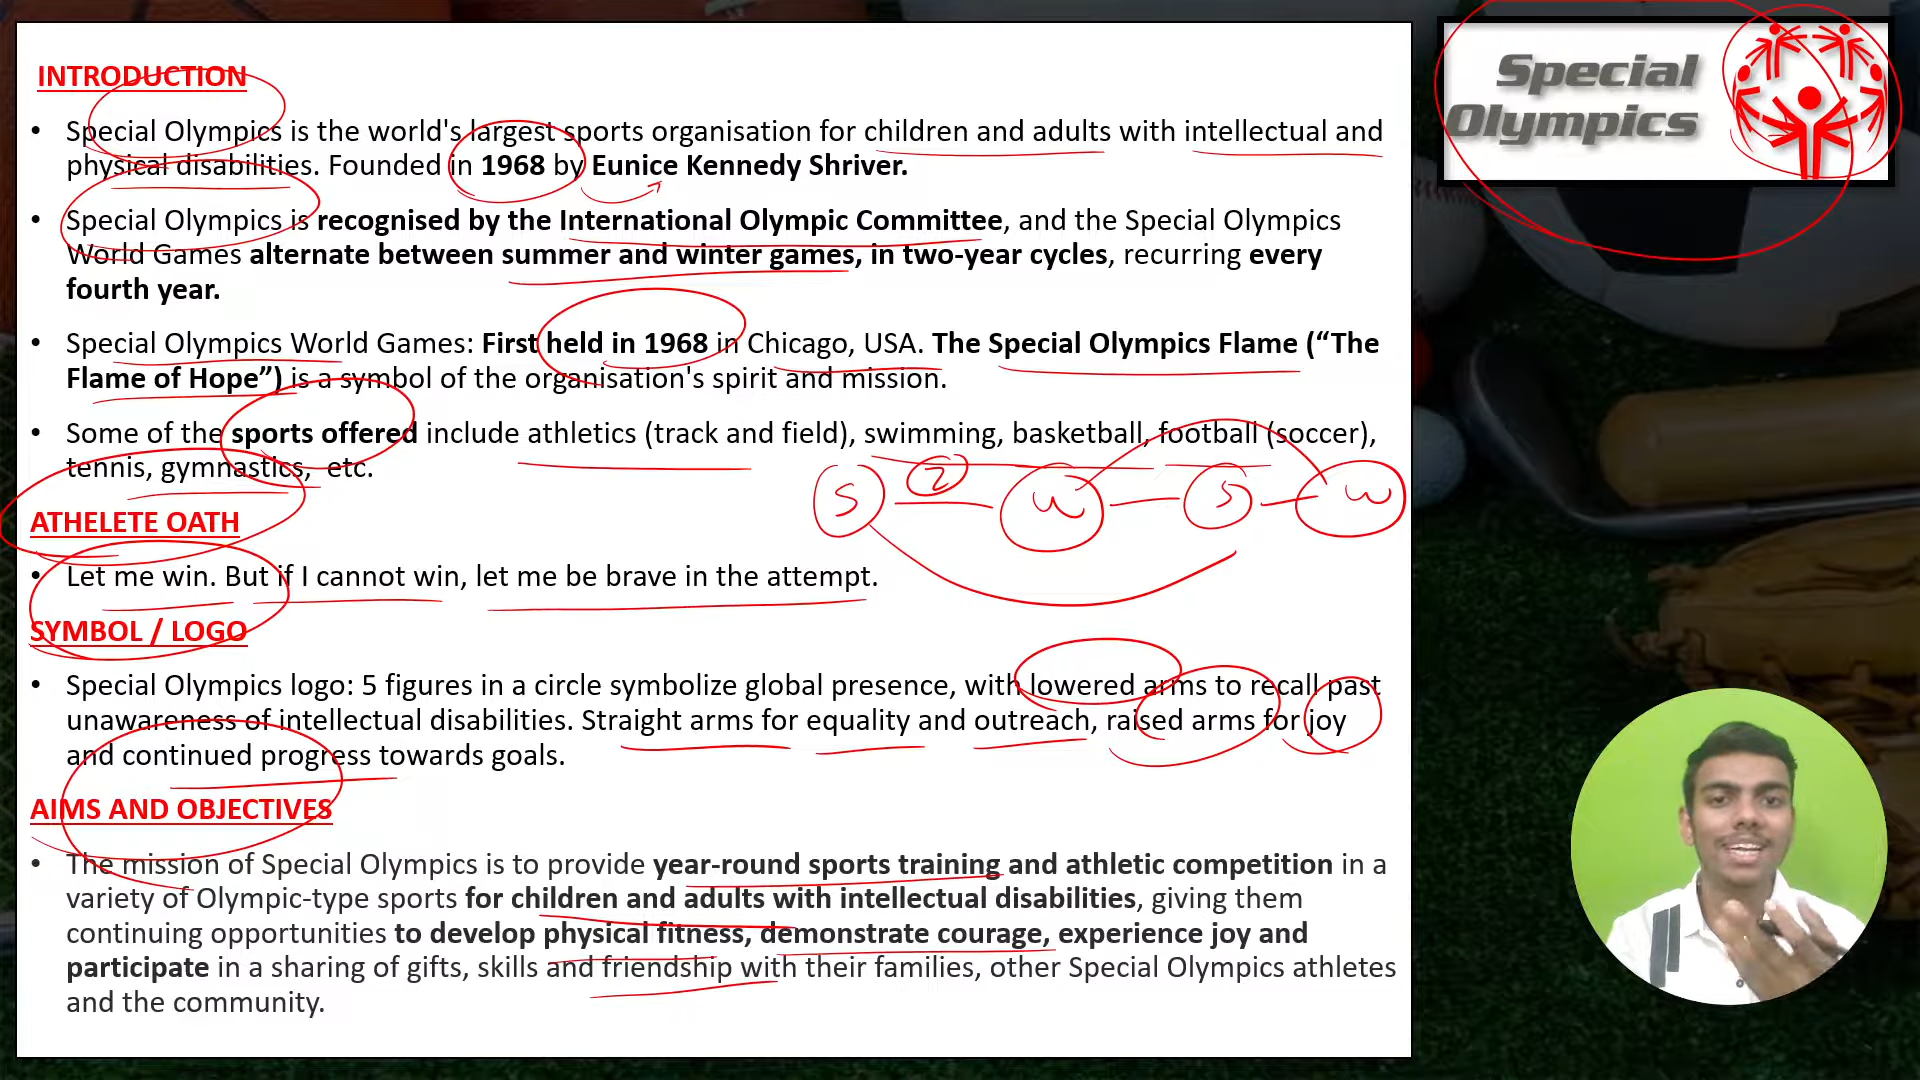 INTRODUCTION
• Special Olympics is the world's largest sports organisation for children and adults with intellectual and
physical disabilities. Founded in 1968 by Eunice Kennedy Shriver.
• Special Olympics is recognised by the International Olympic Committee, and the Special Olympics
World Games alternate between summer and winter games, in two-year cycles, recurring every
fourth year.
• Special Olympics World Games: First held in 1968 in Chicago, USA. The Special Olympics Flame (“The
Flame of Hope”) is a symbol of the organisation's spirit and mission.
• Some of the sports offered include athletics (track and field), swimming, basketball, football (soccer),
tennis, gymnastics, etc.
S 2 W S W
ATHELETE OATH
• Let me win. But if I cannot win, let me be brave in the attempt.
SYMBOL / LOGO
• Special Olympics logo: 5 figures in a circle symbolize global presence, with lowered arms to recall past
unawareness of intellectual disabilities. Straight arms for equality and outreach, raised arms for joy
and continued progress towards goals.
AIMS AND OBJECTIVES
• The mission of Special Olympics is to provide year-round sports training and athletic competition in a
variety of Olympic-type sports for children and adults with intellectual disabilities, giving them
continuing opportunities to develop physical fitness, demonstrate courage, experience joy and
participate in a sharing of gifts, skills and friendship with their families, other Special Olympics athletes
and the community.
Special
Olympics